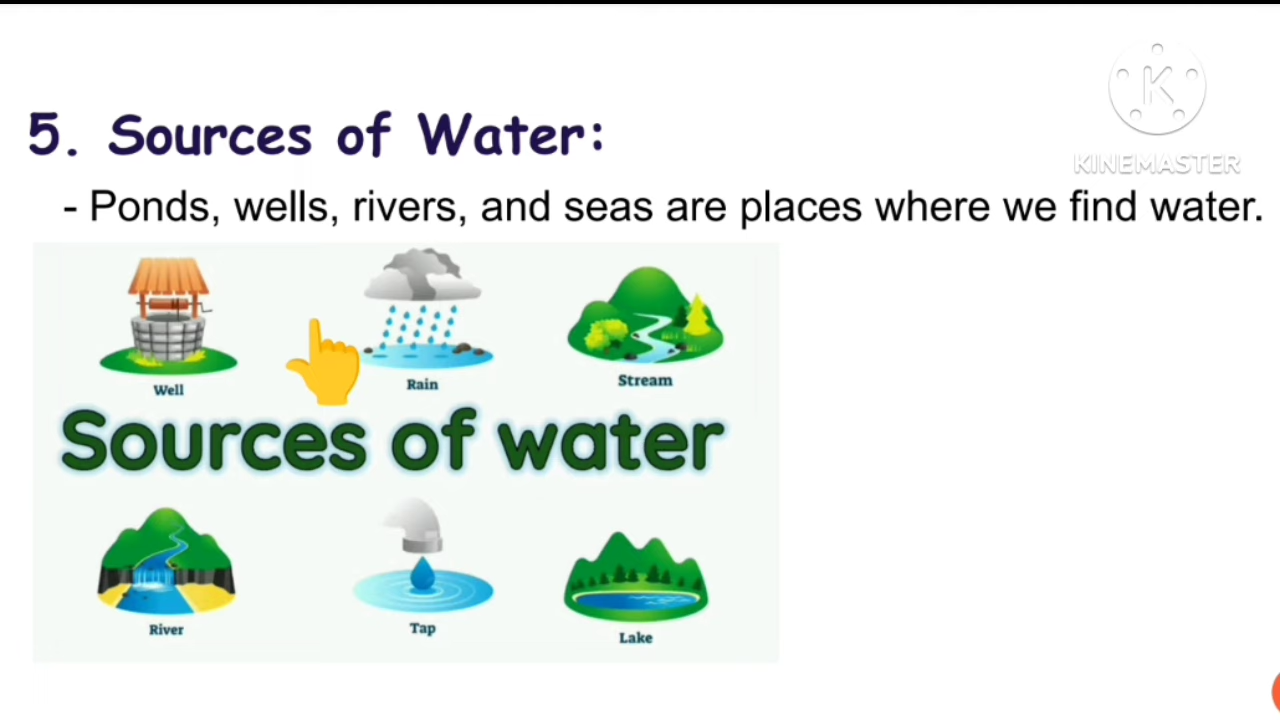 5. Sources of Water:
K
KINEMASTER
- Ponds, wells, rivers, and seas are places where we find water.
Well
Rain
Stream
Sources of water
River
Tap
Lake